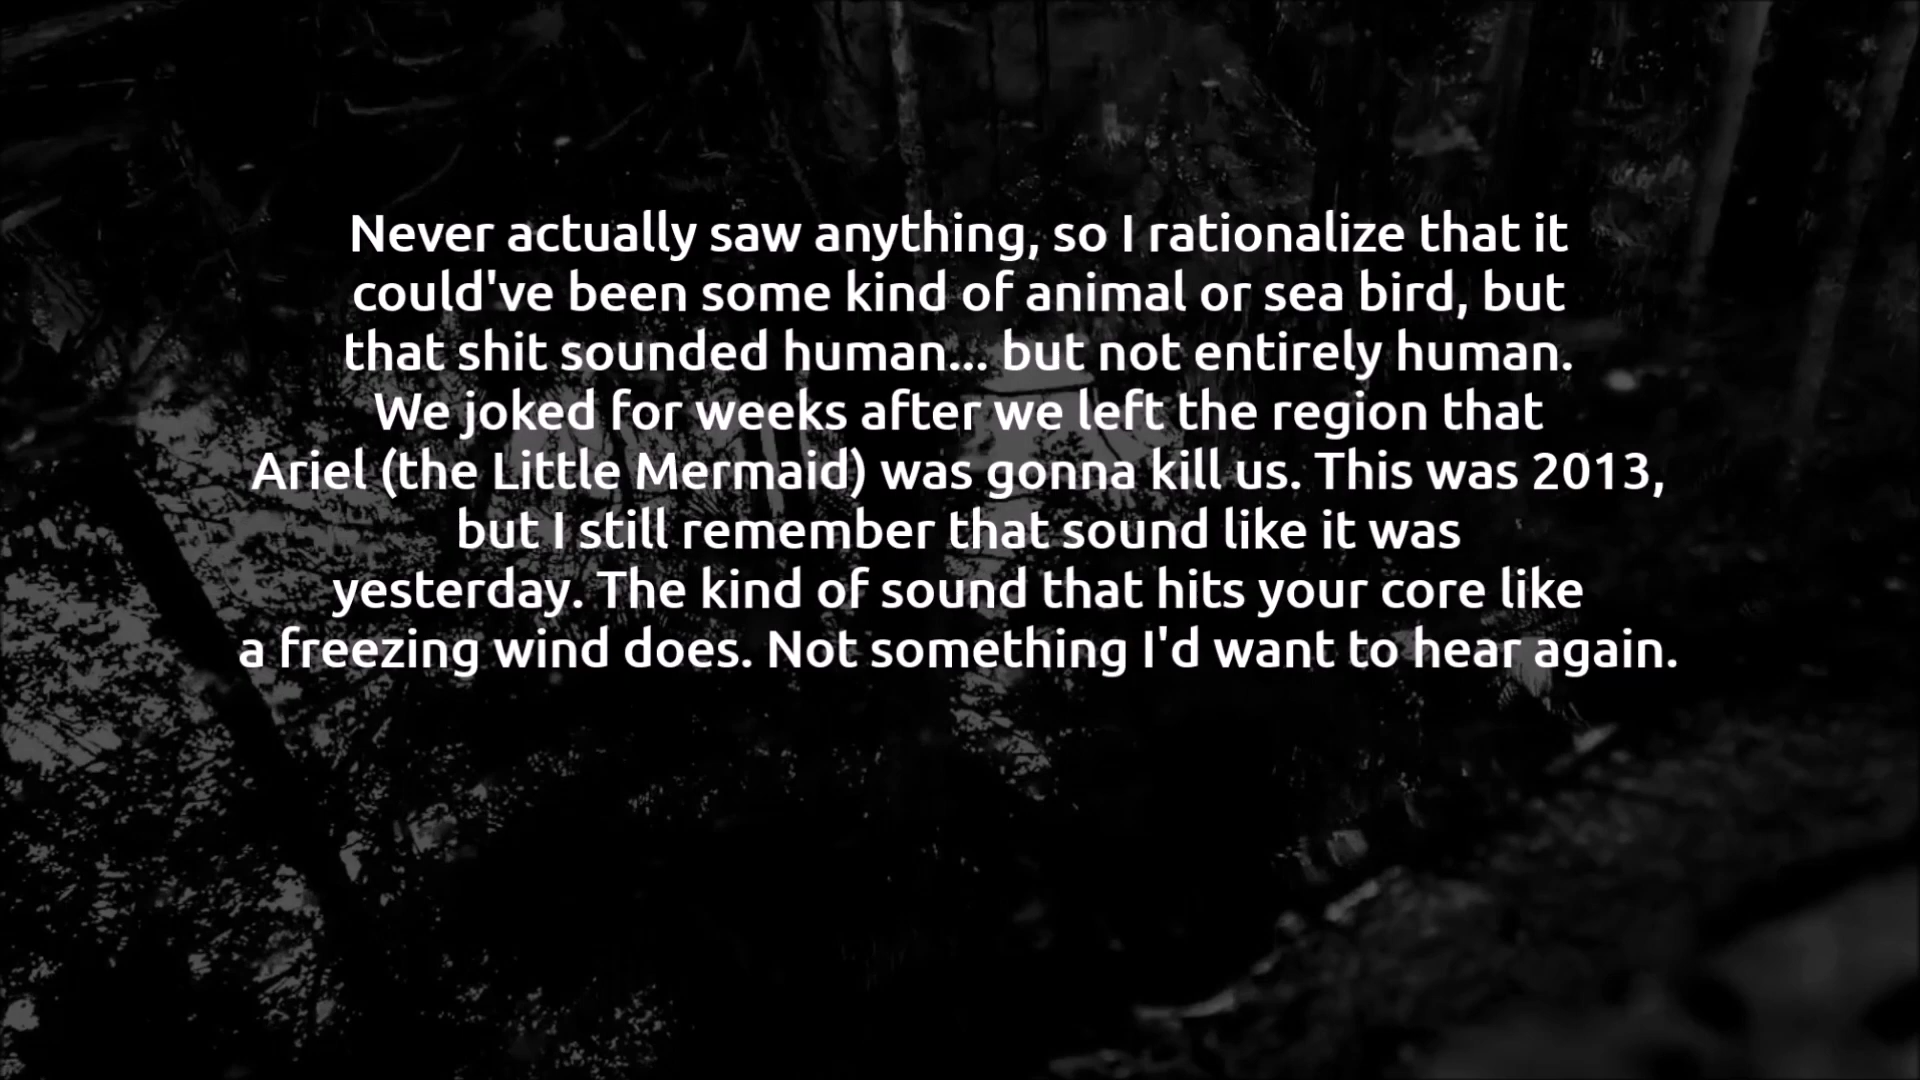 Never actually saw anything, so I rationalize that it
could've been some kind of animal or sea bird, but
that shit sounded human... but not entirely human.
We joked for weeks after we left the region that
Ariel (the Little Mermaid) was gonna kill us. This was 2013,
but I still remember that sound like it was
yesterday. The kind of sound that hits your core like
a freezing wind does. Not something I'd want to hear again.